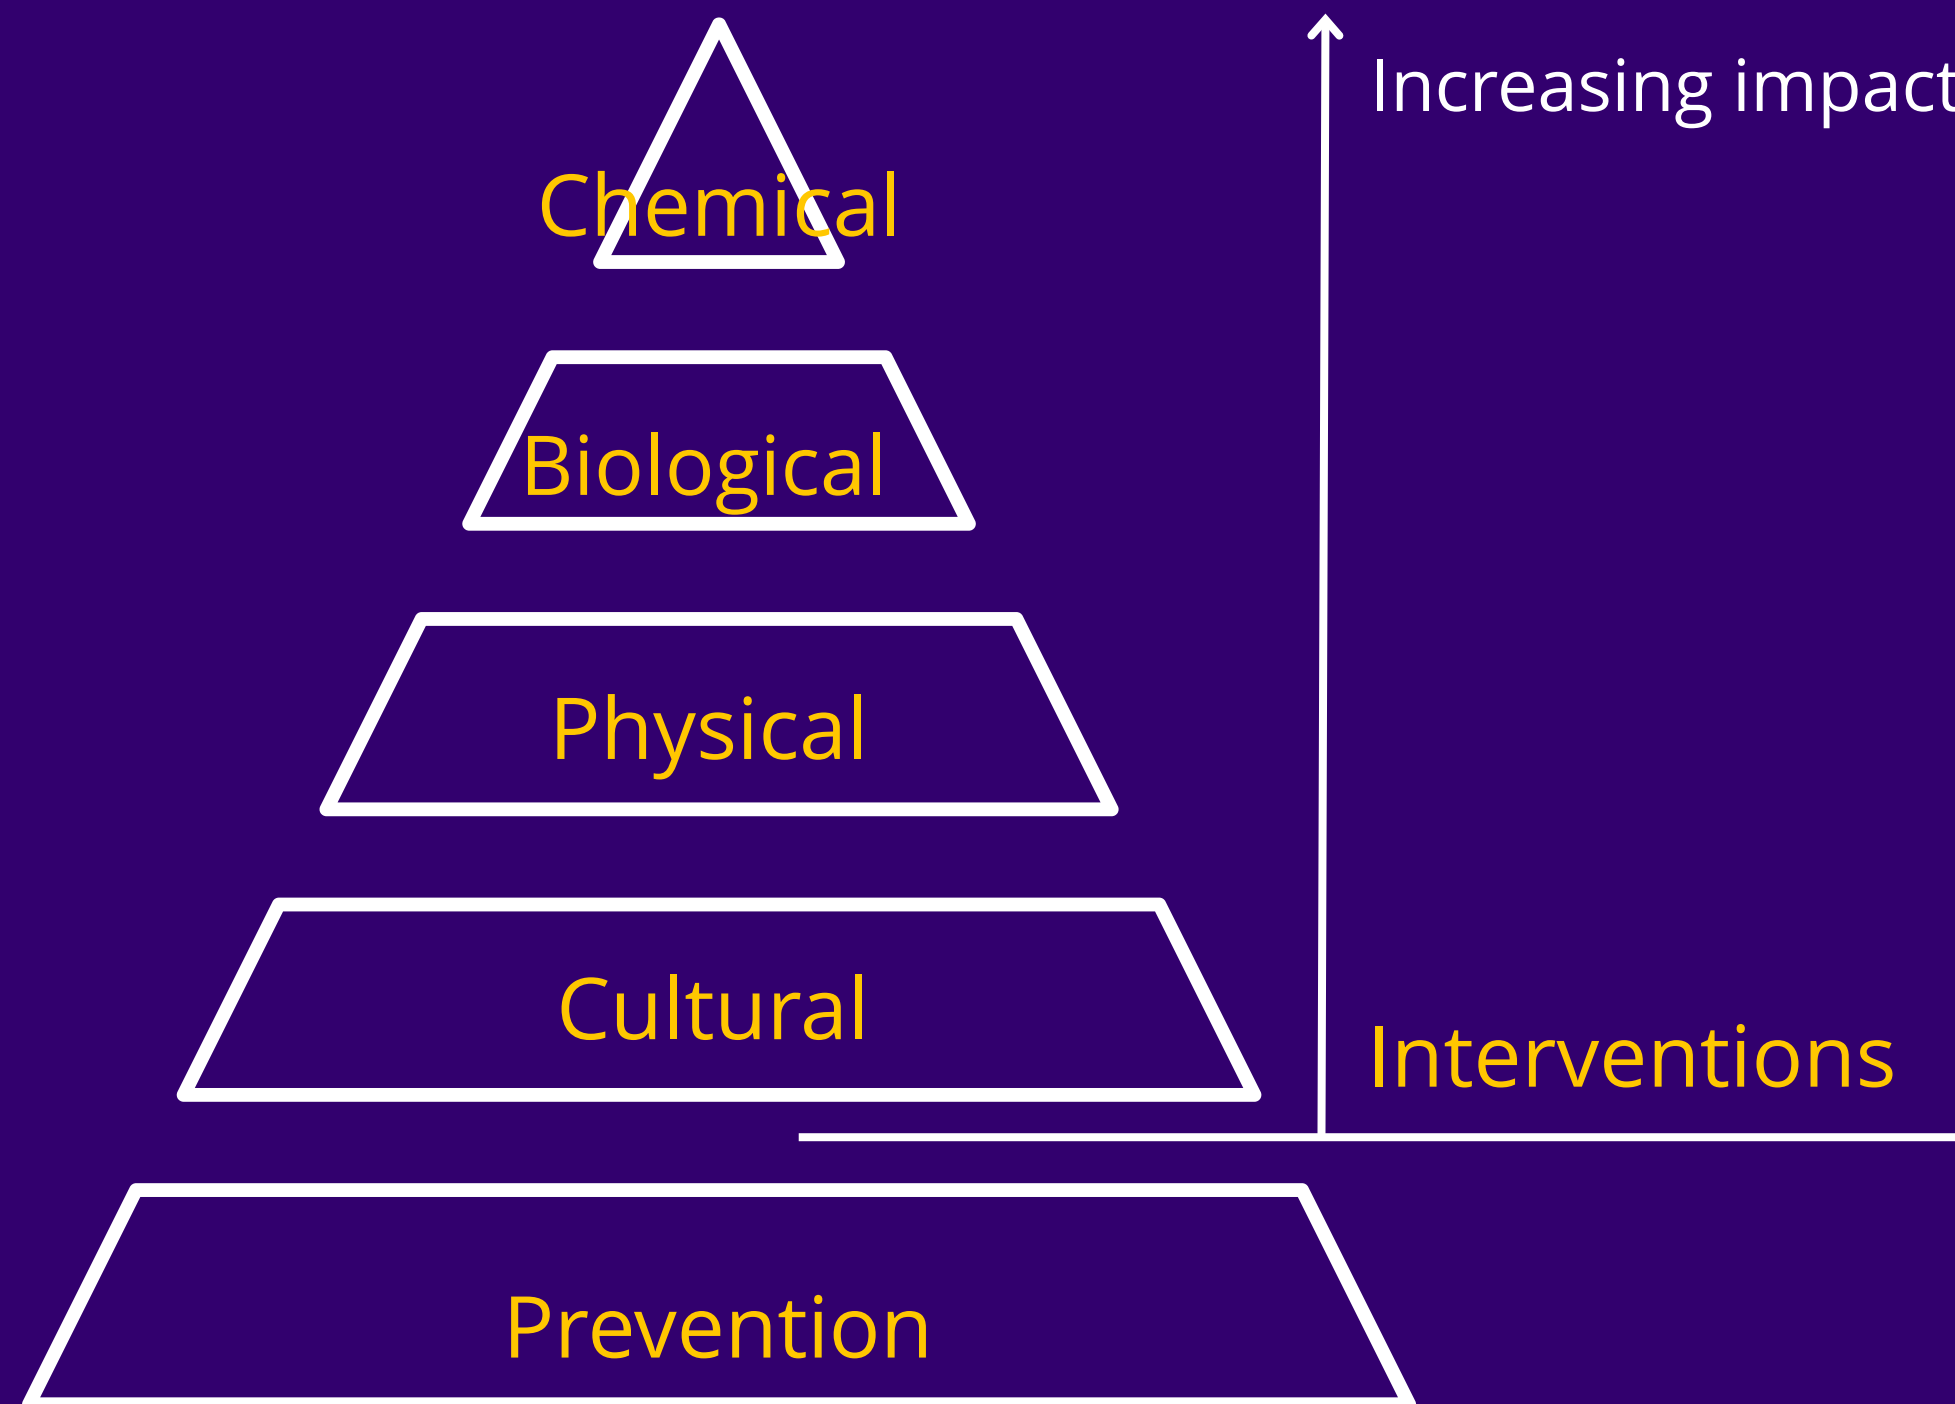 Increasing impact
Chemical
Biological
Physical
Cultural
Interventions
Prevention